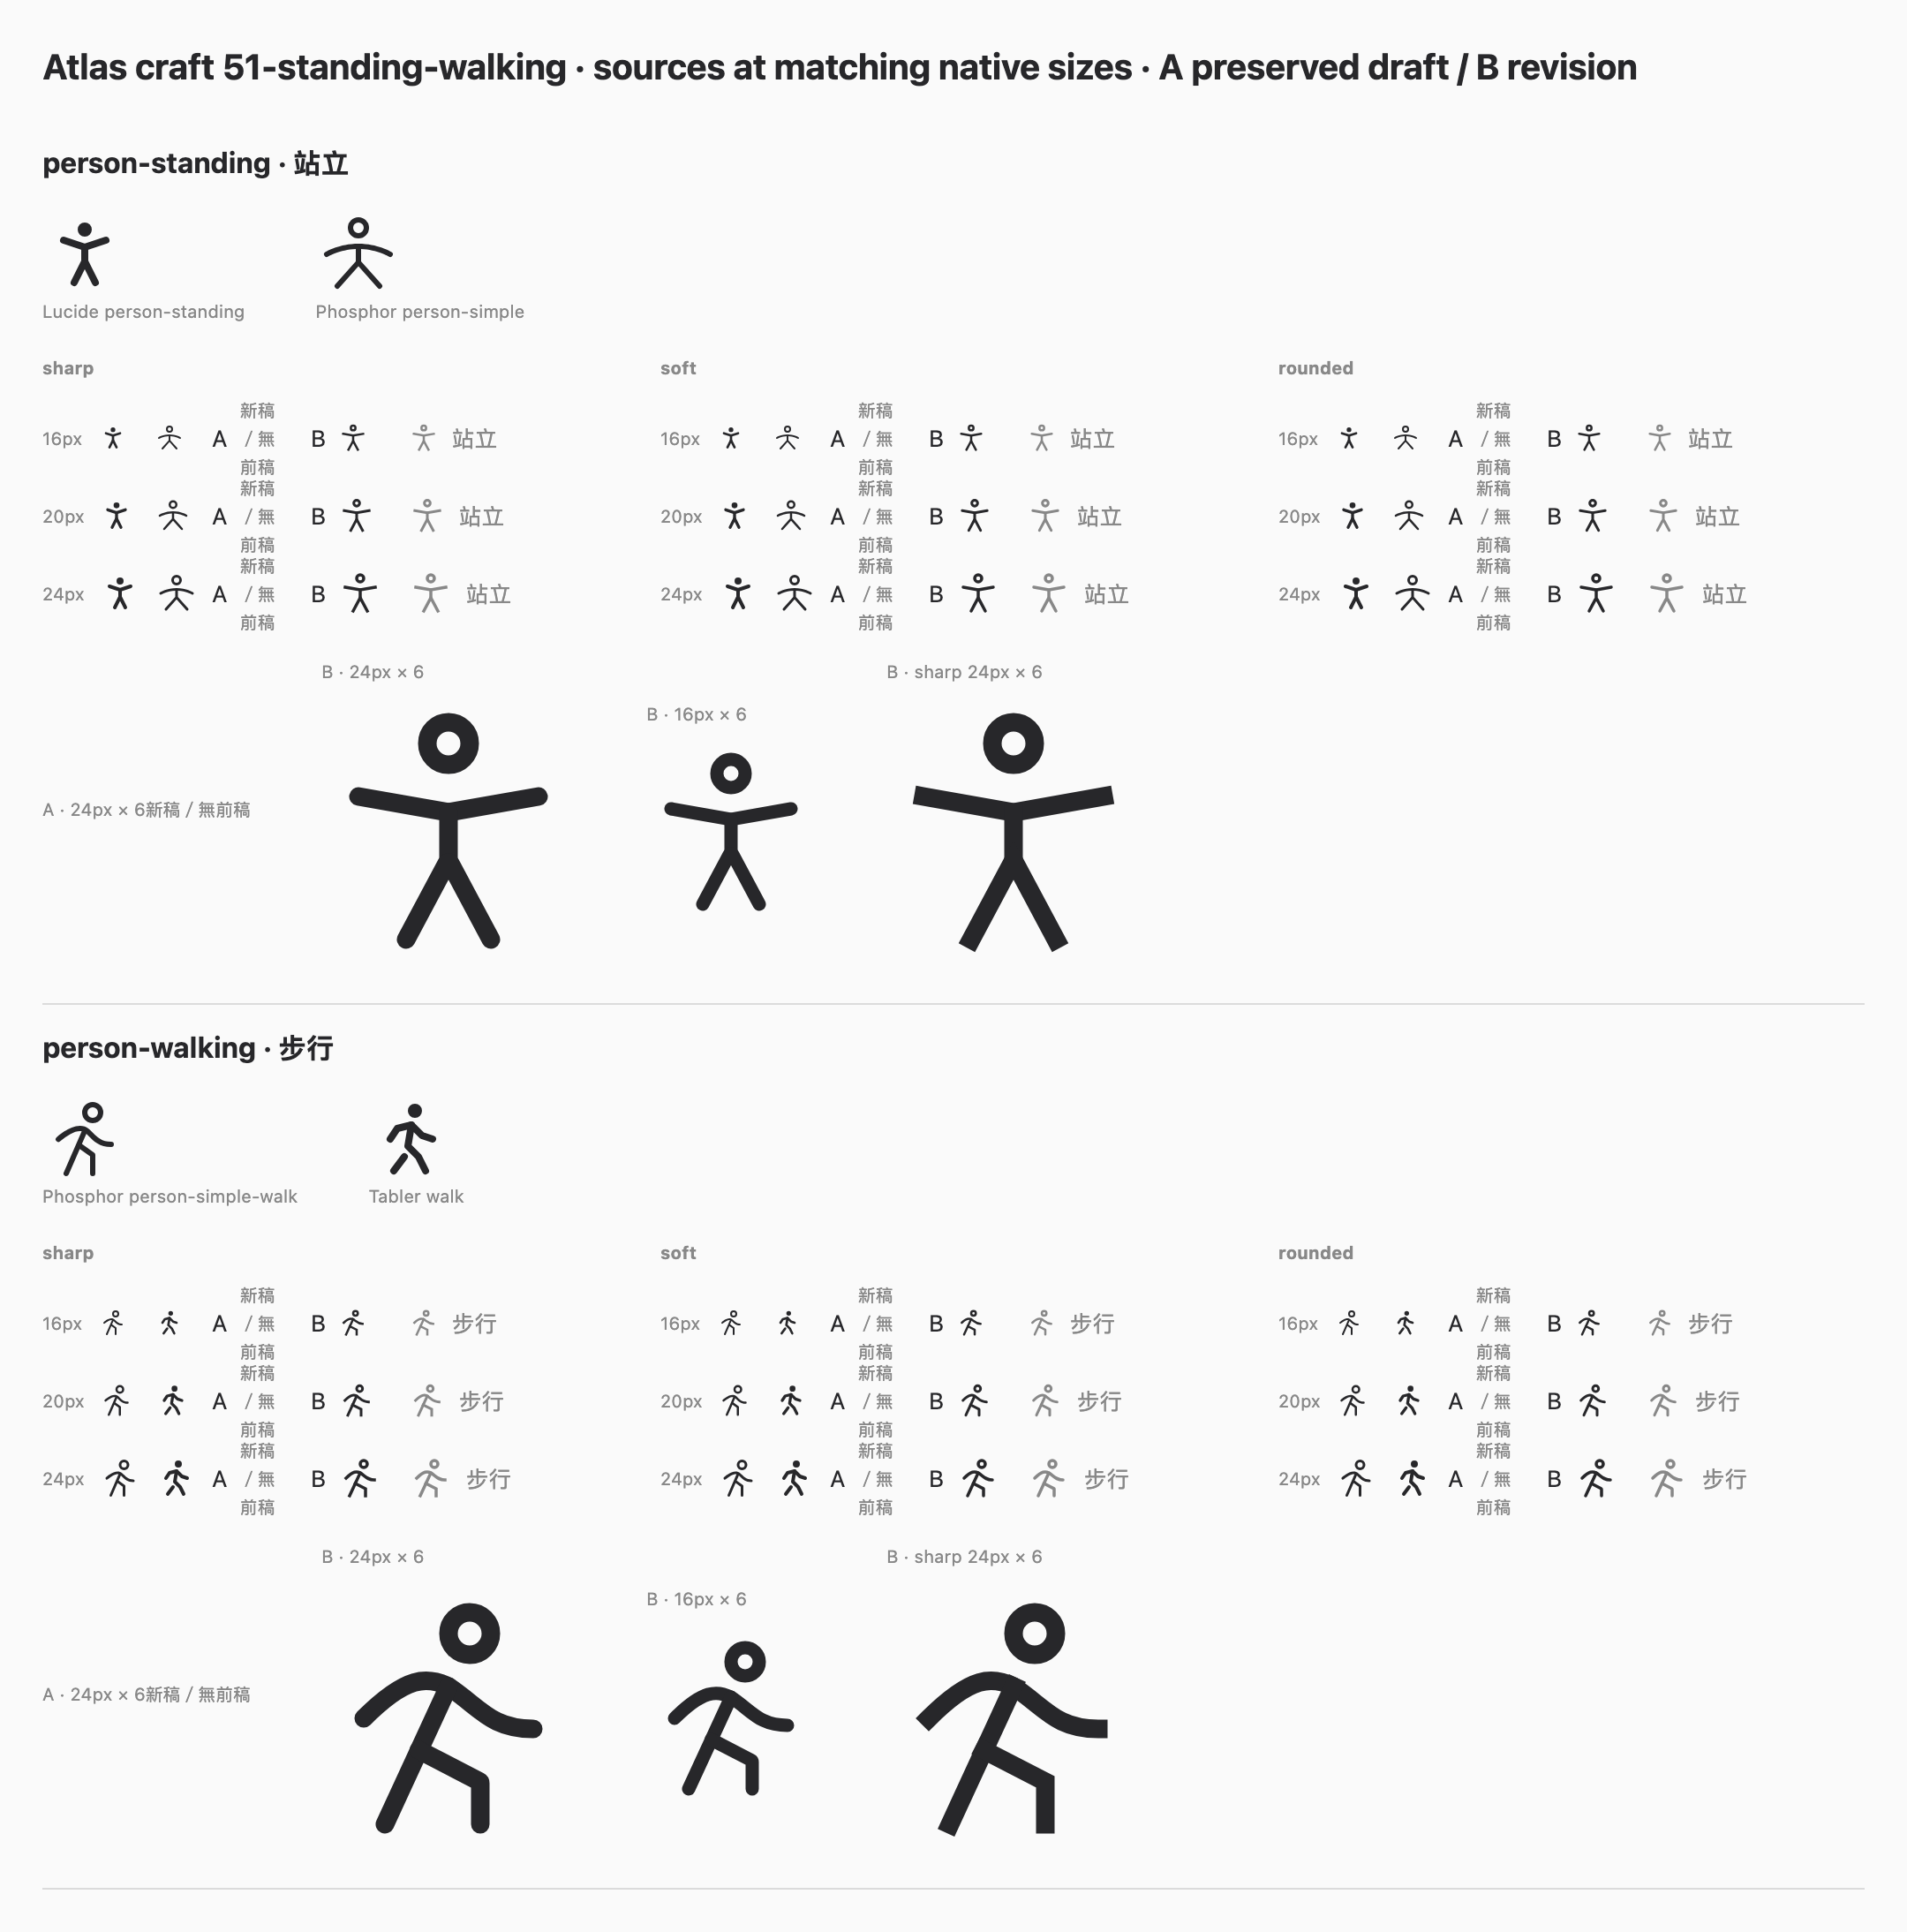 Atlas craft 51-standing-walking · sources at matching native sizes · A preserved draft / B revision
person-standing · 站立
Lucide person-standing
Phosphor person-simple
sharp
soft
rounded
16px A 新稿 / 無前稿 B 站立
16px A 新稿 / 無前稿 B 站立
16px A 新稿 / 無前稿 B 站立
20px A 新稿 / 無前稿 B 站立
20px A 新稿 / 無前稿 B 站立
20px A 新稿 / 無前稿 B 站立
24px A 新稿 / 無前稿 B 站立
24px A 新稿 / 無前稿 B 站立
24px A 新稿 / 無前稿 B 站立
B · 24px × 6
B · sharp 24px × 6
B · 16px × 6
A · 24px × 6新稿 / 無前稿
person-walking · 步行
Phosphor person-simple-walk
Tabler walk
sharp
soft
rounded
16px A 新稿 / 無前稿 B 步行
16px A 新稿 / 無前稿 B 步行
16px A 新稿 / 無前稿 B 步行
20px A 新稿 / 無前稿 B 步行
20px A 新稿 / 無前稿 B 步行
20px A 新稿 / 無前稿 B 步行
24px A 新稿 / 無前稿 B 步行
24px A 新稿 / 無前稿 B 步行
24px A 新稿 / 無前稿 B 步行
B · 24px × 6
B · sharp 24px × 6
B · 16px × 6
A · 24px × 6新稿 / 無前稿